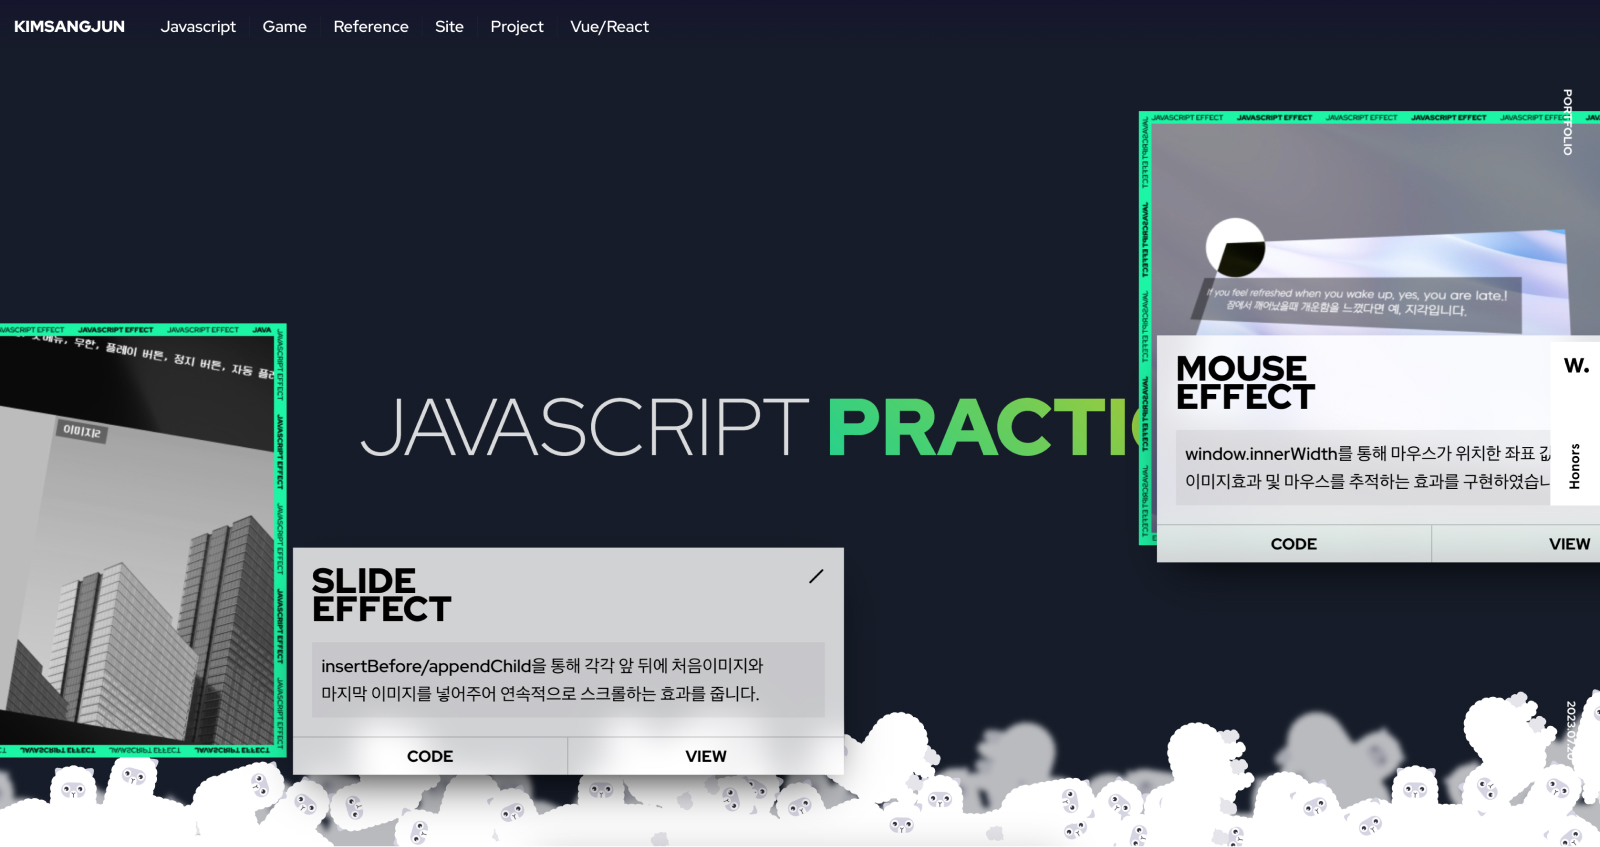 KIMSANGJUN
Javascript
Game
Reference
Site
Project
Vue/React
PORTFOLIO
JAVASCRIPT EFFECT JAVASCRIPT EFFECT JAVASCRIPT EFFECT JAVASCRIPT EFFECT JAVASCRIPT EFFECT
If you feel refreshed when you wake up, yes, you are late.!
잠에서 깨어났을때 개운함을 느꼈다면 예, 지각입니다.
JAVASCRIPT EFFECT JAVASCRIPT EFFECT JAVA
무한, 플레이 버튼, 정지 버튼, 자동
이미지2
JAVASCRIPT PRACTI
MOUSE
EFFECT
window.innerWidth를 통해 마우스가 위치한 좌표
이미지효과 및 마우스를 추적하는 효과를 구현하였습니
CODE
VIEW
W.
Honors
SLIDE
EFFECT
insertBefore/appendChild을 통해 각각 앞 뒤에 처음이미지와
마지막 이미지를 넣어주어 연속적으로 스크롤하는 효과를 줍니다.
CODE
VIEW
JAVASCRIPT EFFECT JAVASCRIPT EFFECT JAVASCRIPT EFFECT